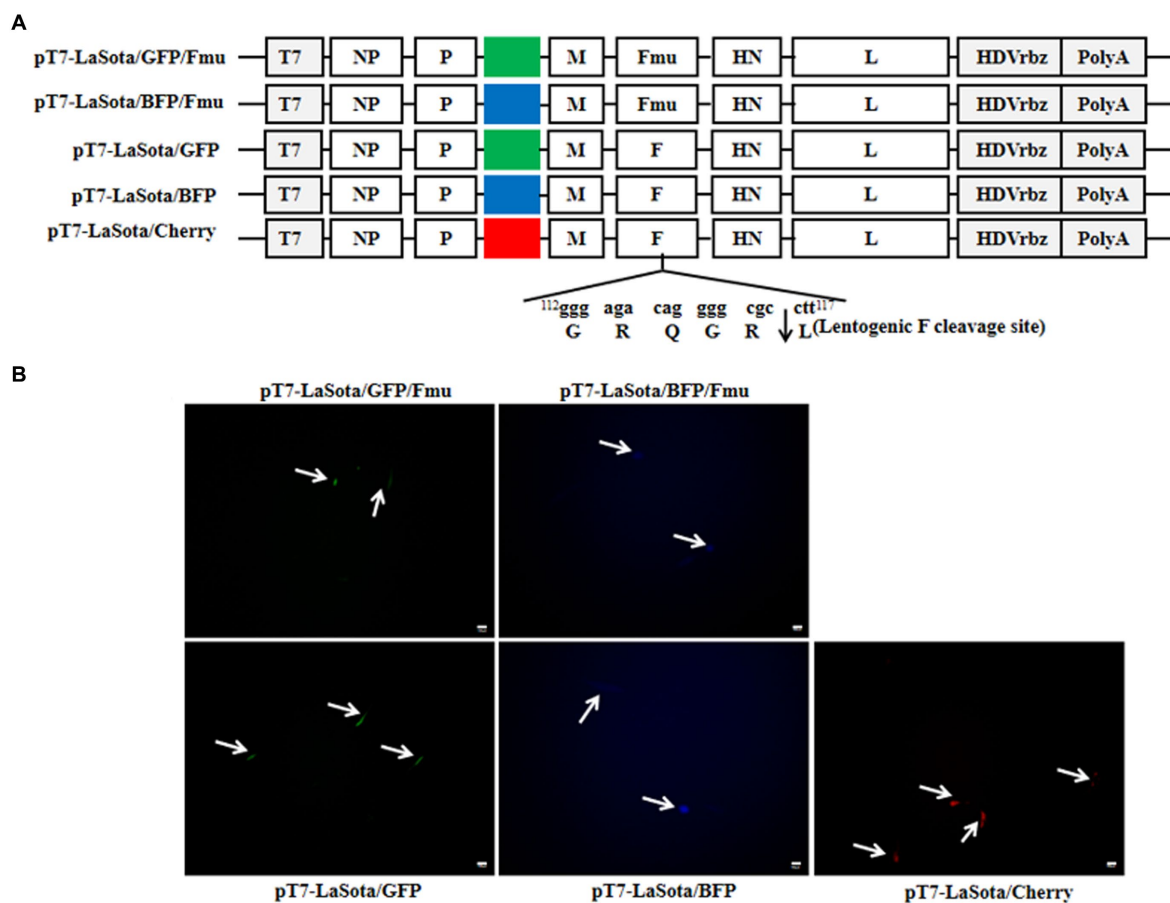 A
pT7-LaSota/GFP/Fmu T7 NP P M Fmu HN L HDVrbz PolyA
pT7-LaSota/BFP/Fmu T7 NP P M Fmu HN L HDVrbz PolyA
pT7-LaSota/GFP T7 NP P M F HN L HDVrbz PolyA
pT7-LaSota/BFP T7 NP P M F HN L HDVrbz PolyA
pT7-LaSota/Cherry T7 NP P M F HN L HDVrbz PolyA
112ggg aga cag ggg cgc ctt117
G R Q G R L (Lentogenic F cleavage site)
B
pT7-LaSota/GFP/Fmu pT7-LaSota/BFP/Fmu
pT7-LaSota/GFP pT7-LaSota/BFP pT7-LaSota/Cherry